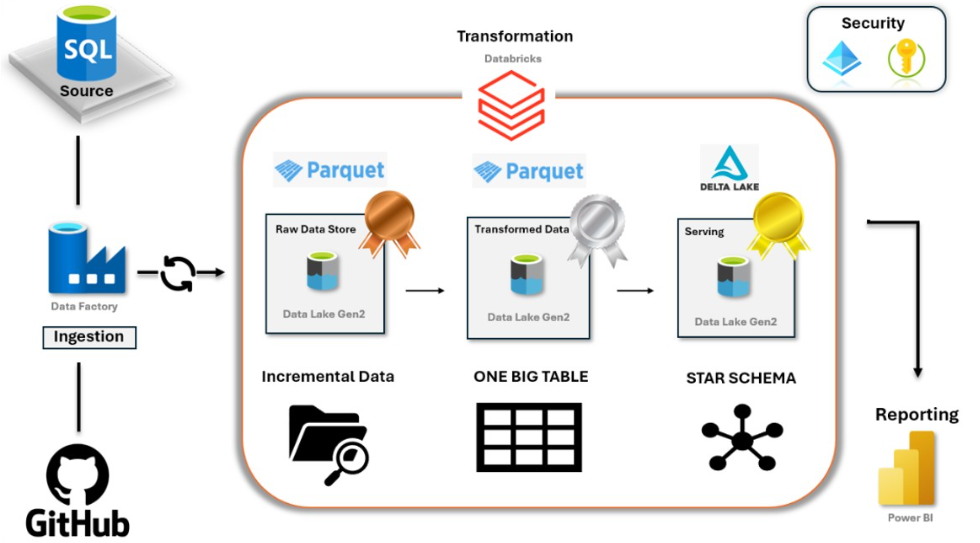 SQL
Source
Transformation
Databricks
Security
Parquet
Parquet
DELTA LAKE
Raw Data Store
Data Lake Gen2
Transformed Data
Data Lake Gen2
Serving
Data Lake Gen2
Data Factory
Ingestion
Incremental Data
ONE BIG TABLE
STAR SCHEMA
GitHub
Reporting
Power BI